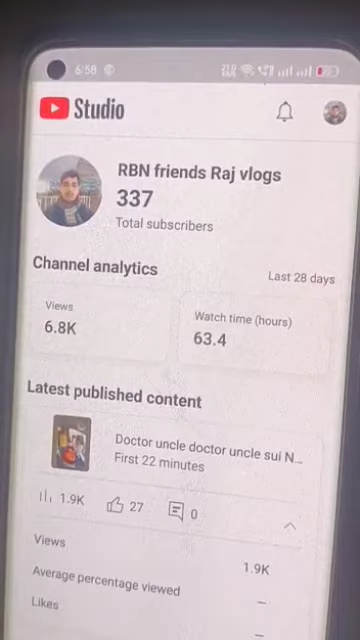 6:58
Studio
RBN friends Raj vlogs
337
Total subscribers
Channel analytics
Last 28 days
Views
6.8K
Watch time (hours)
63.4
Latest published content
Doctor uncle doctor uncle sui N...
First 22 minutes
1.9K 27 0
Views
1.9K
Average percentage viewed
–
Likes
–